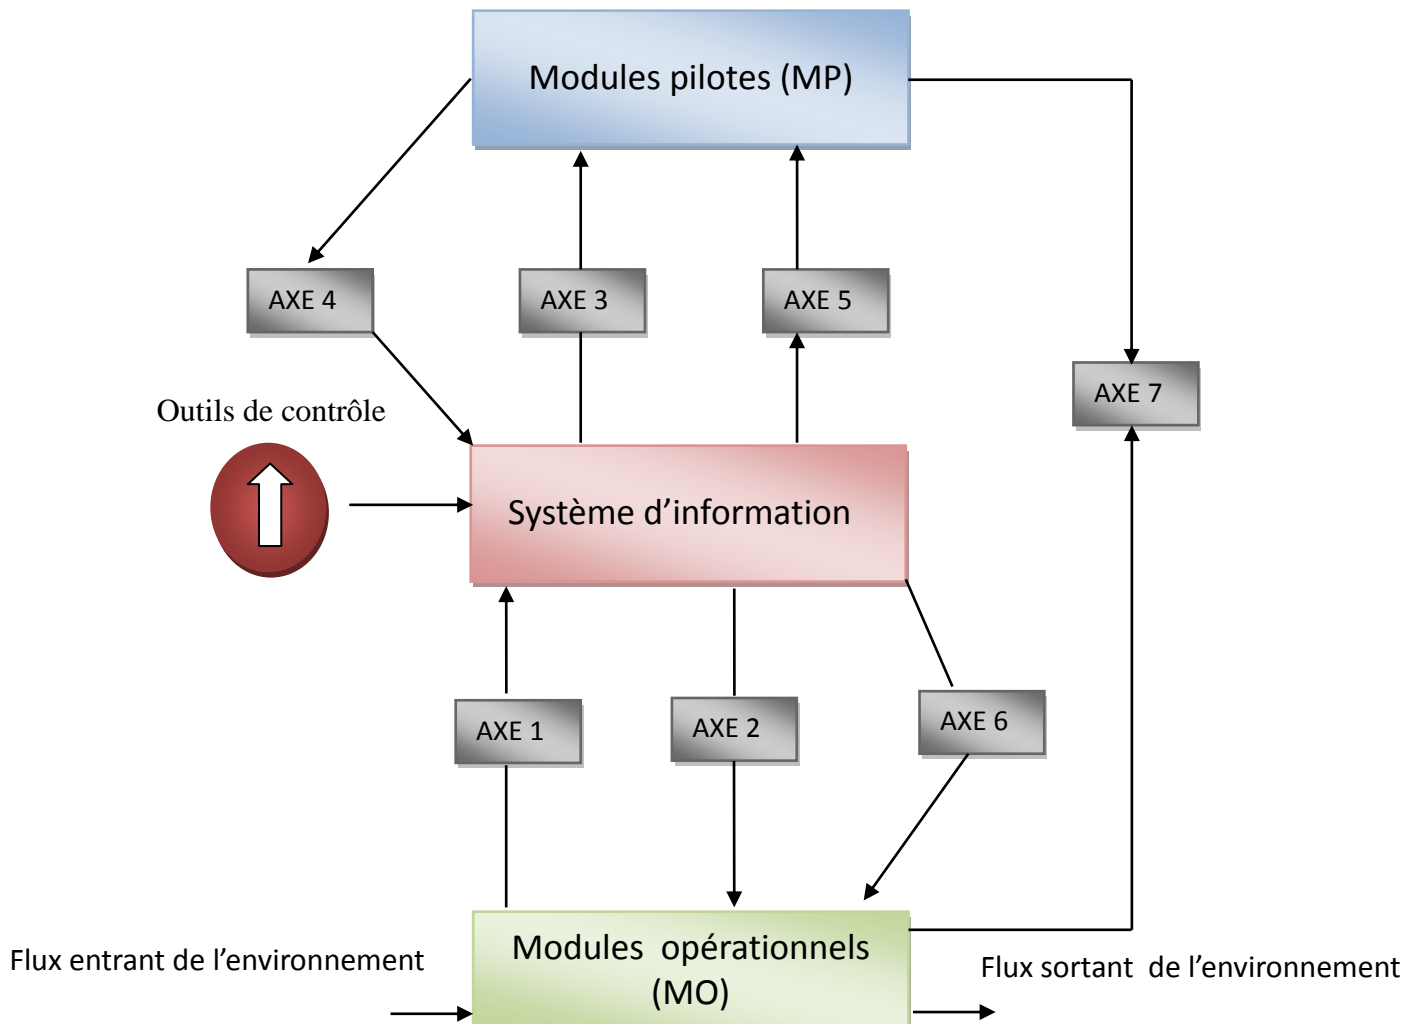 Modules pilotes (MP)
AXE 4
AXE 3
AXE 5
AXE 7
Outils de contrôle
Système d’information
AXE 1
AXE 2
AXE 6
Modules opérationnels
(MO)
Flux entrant de l’environnement
Flux sortant de l’environnement